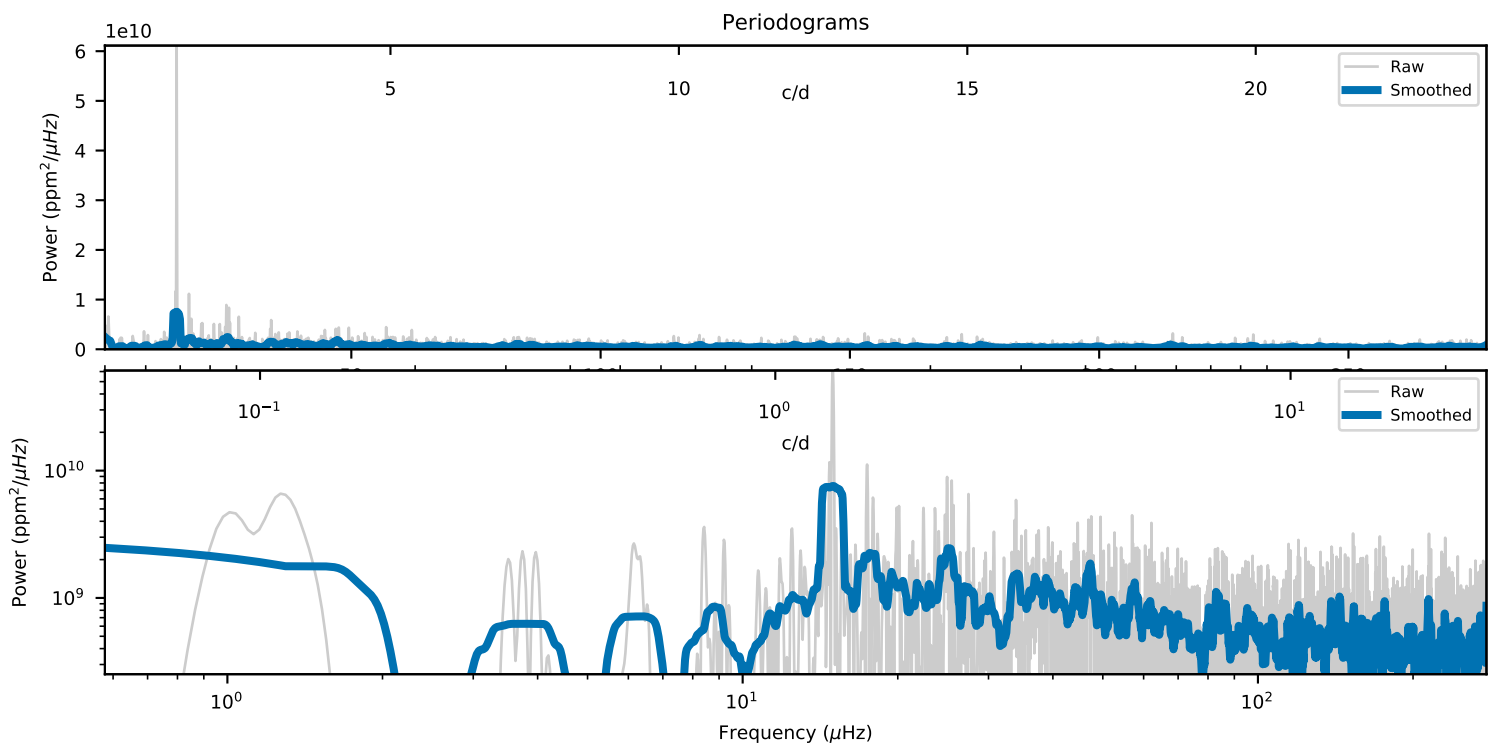 Periodograms
1e10
6
5
4
3
2
1
0
Power (ppm²/μHz)
5
10
15
20
c/d
Raw
Smoothed
10⁻¹
10⁰
10¹
c/d
Raw
Smoothed
10¹⁰
10⁹
Power (ppm²/μHz)
10⁰
10¹
10²
Frequency (μHz)